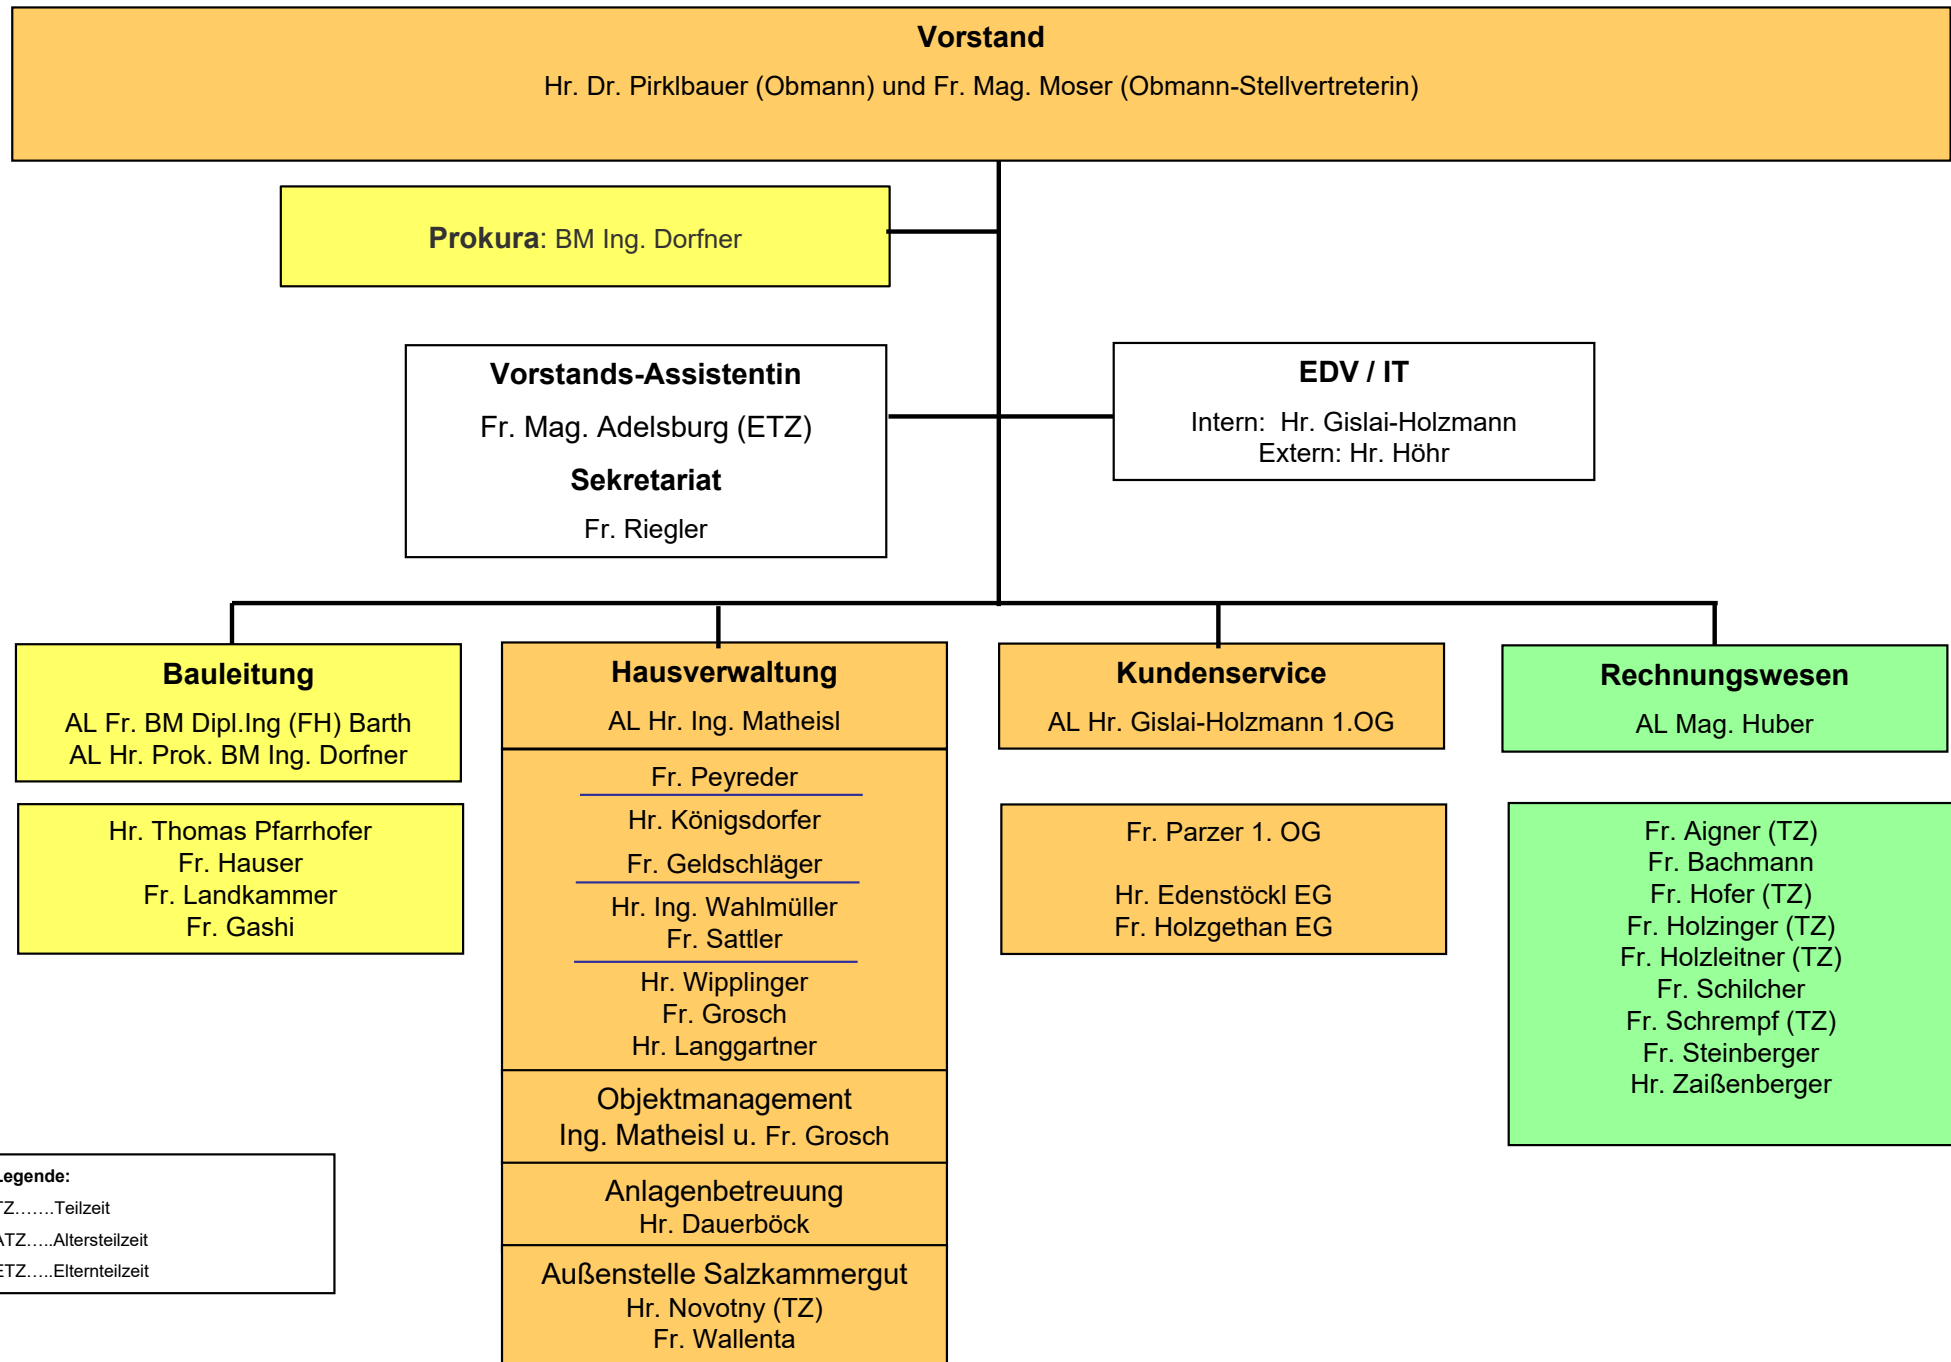 Vorstand
Hr. Dr. Pirklbauer (Obmann) und Fr. Mag. Moser (Obmann-Stellvertreterin)
Prokura: BM Ing. Dorfner
Vorstands-Assistentin
Fr. Mag. Adelsburg (ETZ)
Sekretariat
Fr. Riegler
EDV / IT
Intern: Hr. Gislai-Holzmann
Extern: Hr. Höhr
Bauleitung
AL Fr. BM Dipl.Ing (FH) Barth
AL Hr. Prok. BM Ing. Dorfner
Hr. Thomas Pfarrhofer
Fr. Hauser
Fr. Landkammer
Fr. Gashi
Hausverwaltung
AL Hr. Ing. Matheisl
Fr. Peyreder
Hr. Königsdorfer
Fr. Geldschläger
Hr. Ing. Wahlmüller
Fr. Sattler
Hr. Wipplinger
Fr. Grosch
Hr. Langgartner
Objektmanagement
Ing. Matheisl u. Fr. Grosch
Anlagenbetreuung
Hr. Dauerböck
Außenstelle Salzkammergut
Hr. Novotny (TZ)
Fr. Wallenta
Kundenservice
AL Hr. Gislai-Holzmann 1.OG
Fr. Parzer 1. OG
Hr. Edenstöckl EG
Fr. Holzgethan EG
Rechnungswesen
AL Mag. Huber
Fr. Aigner (TZ)
Fr. Bachmann
Fr. Hofer (TZ)
Fr. Holzinger (TZ)
Fr. Holzleitner (TZ)
Fr. Schilcher
Fr. Schrempf (TZ)
Fr. Steinberger
Hr. Zaißenberger
Legende:
TZ…….Teilzeit
ATZ…..Altersteilzeit
ETZ…..Elternteilzeit